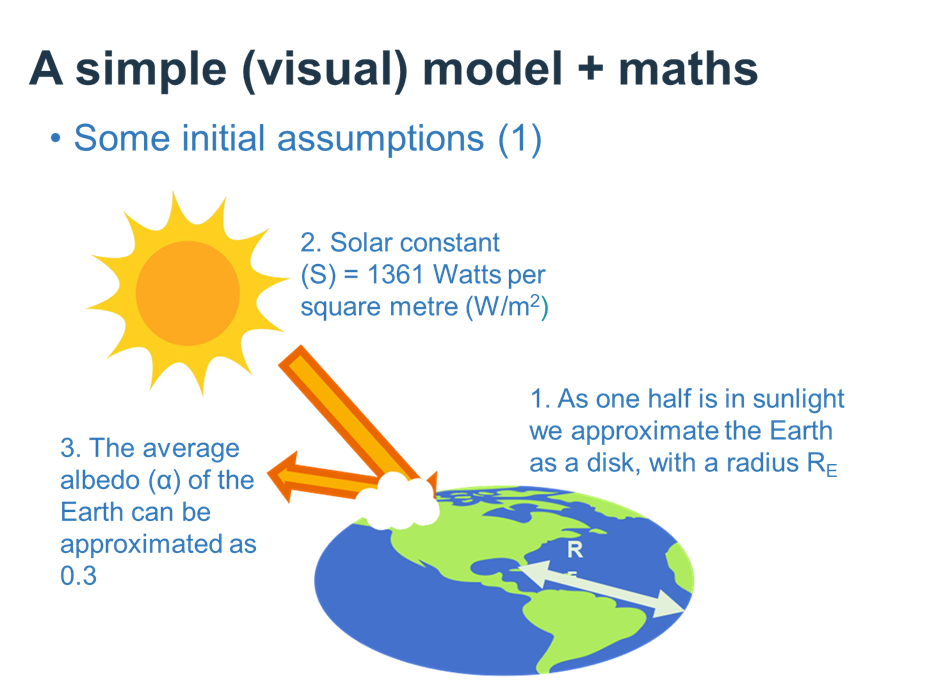 A simple (visual) model + maths
• Some initial assumptions (1)
2. Solar constant
(S) = 1361 Watts per
square metre (W/m²)
1. As one half is in sunlight
we approximate the Earth
as a disk, with a radius R_E
3. The average
albedo (α) of the
Earth can be
approximated as
0.3
R